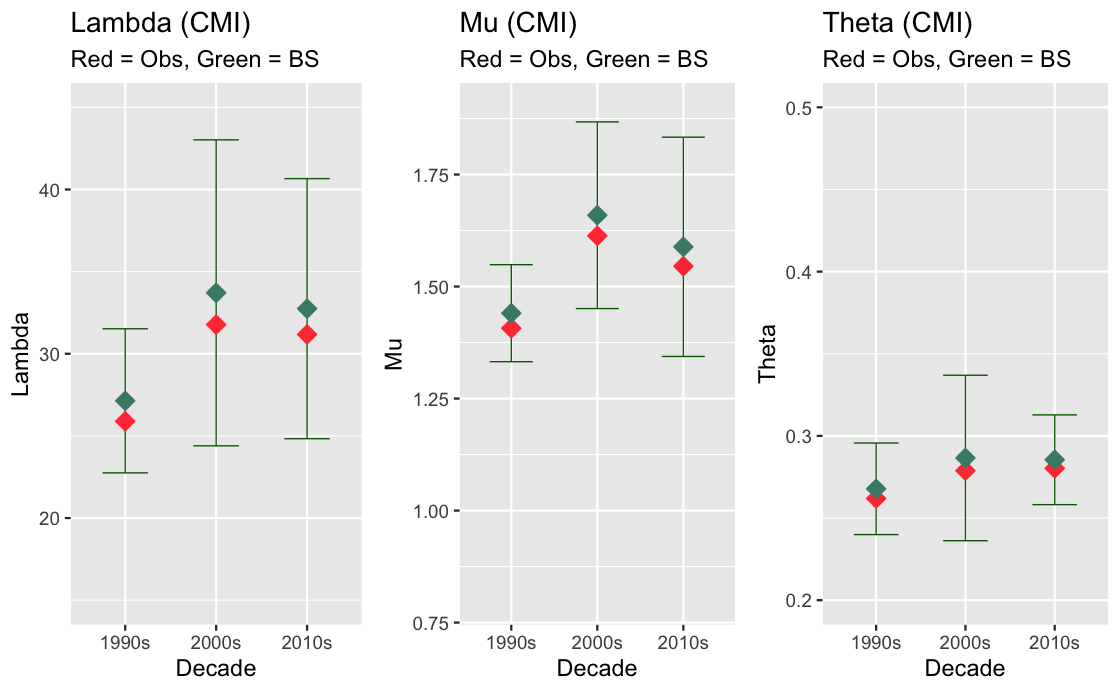 Lambda (CMI)
Red = Obs, Green = BS
Lambda
40
30
20
1990s 2000s 2010s
Decade
Mu (CMI)
Red = Obs, Green = BS
Mu
1.75
1.50
1.25
1.00
0.75
1990s 2000s 2010s
Decade
Theta (CMI)
Red = Obs, Green = BS
Theta
0.5
0.4
0.3
0.2
1990s 2000s 2010s
Decade